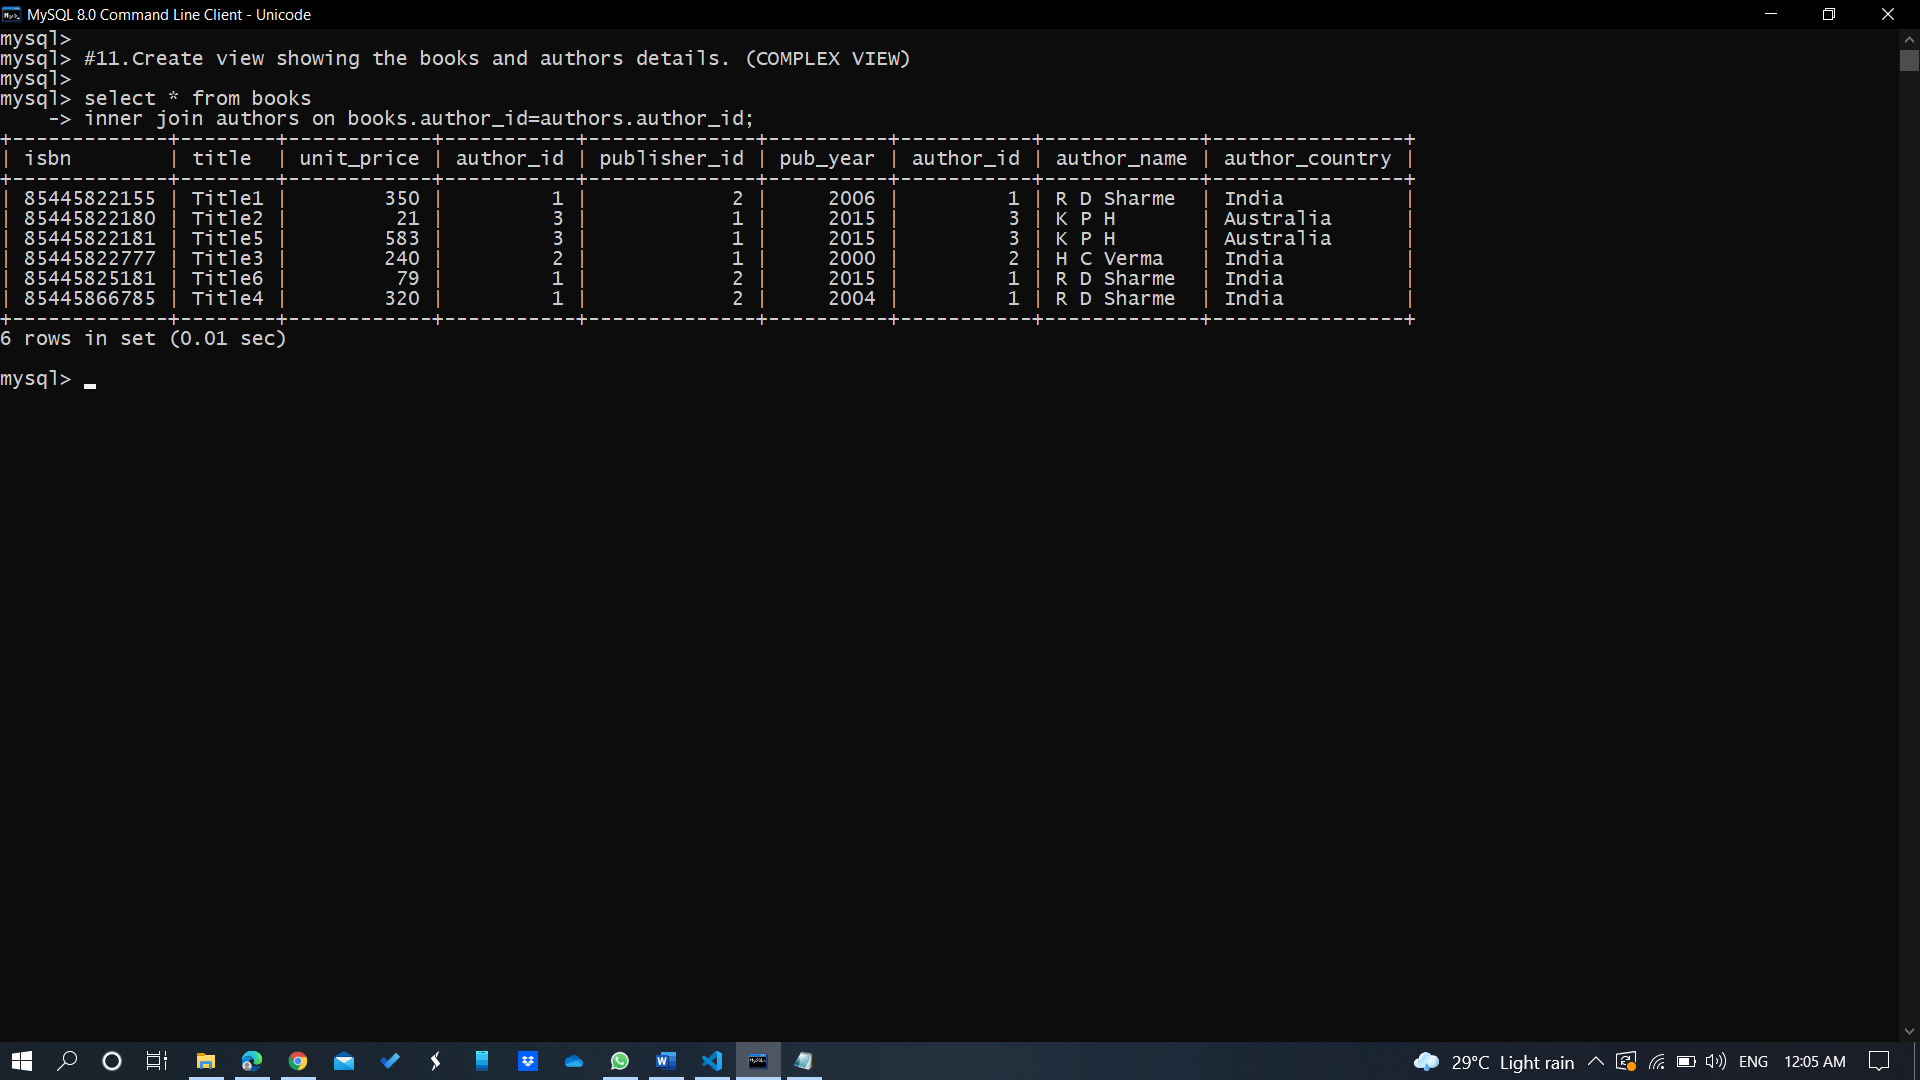 MySQL 8.0 Command Line Client - Unicode
mysql>
mysql> #11.Create view showing the books and authors details. (COMPLEX VIEW)
mysql>
mysql> select * from books
    -> inner join authors on books.author_id=authors.author_id;
+-------------+--------+------------+-----------+--------------+----------+-----------+-------------+----------------+
| isbn        | title  | unit_price | author_id | publisher_id | pub_year | author_id | author_name | author_country |
+-------------+--------+------------+-----------+--------------+----------+-----------+-------------+----------------+
| 85445822155 | Title1 |        350 |         1 |            2 |     2006 |         1 | R D Sharme  | India          |
| 85445822180 | Title2 |         21 |         3 |            1 |     2015 |         3 | K P H       | Australia      |
| 85445822181 | Title5 |        583 |         3 |            1 |     2015 |         3 | K P H       | Australia      |
| 85445822777 | Title3 |        240 |         2 |            1 |     2000 |         2 | H C Verma   | India          |
| 85445825181 | Title6 |         79 |         1 |            2 |     2015 |         1 | R D Sharme  | India          |
| 85445866785 | Title4 |        320 |         1 |            2 |     2004 |         1 | R D Sharme  | India          |
+-------------+--------+------------+-----------+--------------+----------+-----------+-------------+----------------+
6 rows in set (0.01 sec)
mysql> _
29°C Light rain ENG 12:05 AM